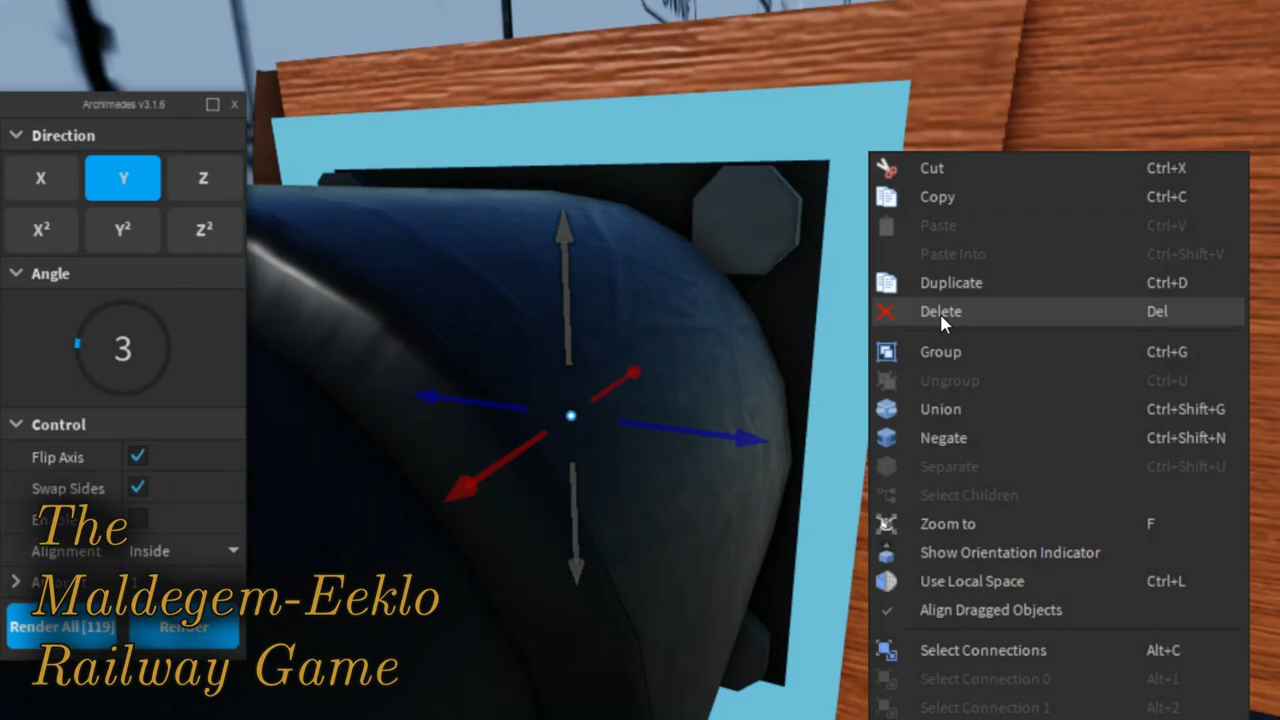 Archimedes v3.1.6 X
Direction
X Y Z
X² Y² Z²
Angle
3
Control
Flip Axis
Swap Sides
Alignment Inside
Render All [119] Render
The
Maldegem-Eeklo
Railway Game
Cut Ctrl+X
Copy Ctrl+C
Paste Ctrl+V
Paste Into Ctrl+Shift+V
Duplicate Ctrl+D
Delete Del
Group Ctrl+G
Ungroup Ctrl+U
Union Ctrl+Shift+G
Negate Ctrl+Shift+N
Separate Ctrl+Shift+U
Select Children
Zoom to F
Show Orientation Indicator
Use Local Space Ctrl+L
Align Dragged Objects
Select Connections Alt+C
Select Connection 0 Alt+1
Select Connection 1 Alt+2